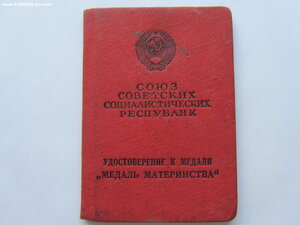 СОЮЗ
СОВЕТСКИХ
СОЦИАЛИСТИЧЕСКИХ
РЕСПУБЛИК
УДОСТОВЕРЕНИЕ К МЕДАЛИ
„МЕДАЛЬ МАТЕРИНСТВА“